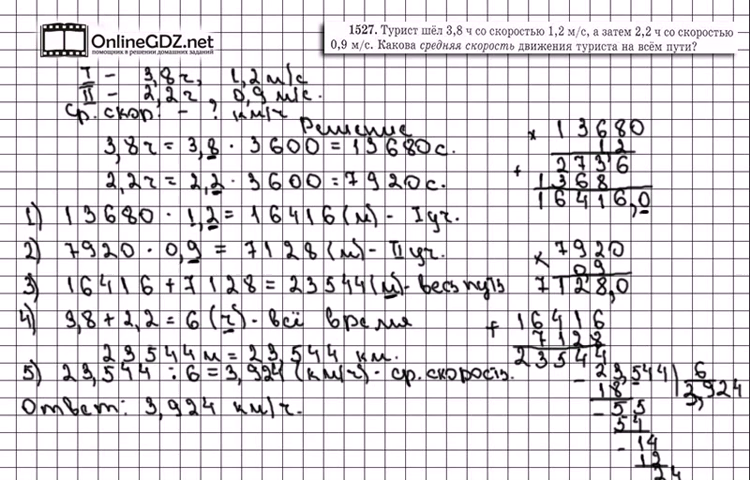 OnlineGDZ.net
помощник в решении домашних заданий
1527. Турист шёл 3,8 ч со скоростью 1,2 м/с, а затем 2,2 ч со скоростью
0,9 м/с. Какова средняя скорость движения туриста на всём пути?
I – 3,8 ч, 1,2 м/с
II – 2,2 ч 0,9 м/с.
Ср. скор. – ? км/ч
Решение
3,8 ч = 3,8 · 3600 = 13680 с.
2,2 ч = 2,2 · 3600 = 7920 с.
1) 13680 · 1,2 = 16416 (м) - I уч.
2) 7920 · 0,9 = 7128 (м) - II уч.
3) 16416 + 7128 = 23544 (м) - весь путь
4) 3,8 + 2,2 = 6 (ч) - всё время
23544 м = 23,544 км.
5) 23,544 : 6 = 3,924 (км/ч) - ср. скорость.
Ответ: 3,924 км/ч.
× 13680
12
+ 2736
1368
16416,0
× 7920
09
7128,0
+ 16416
7128
23544
- 23,544 | 6
18 3,924
- 55
54
- 14
12
24